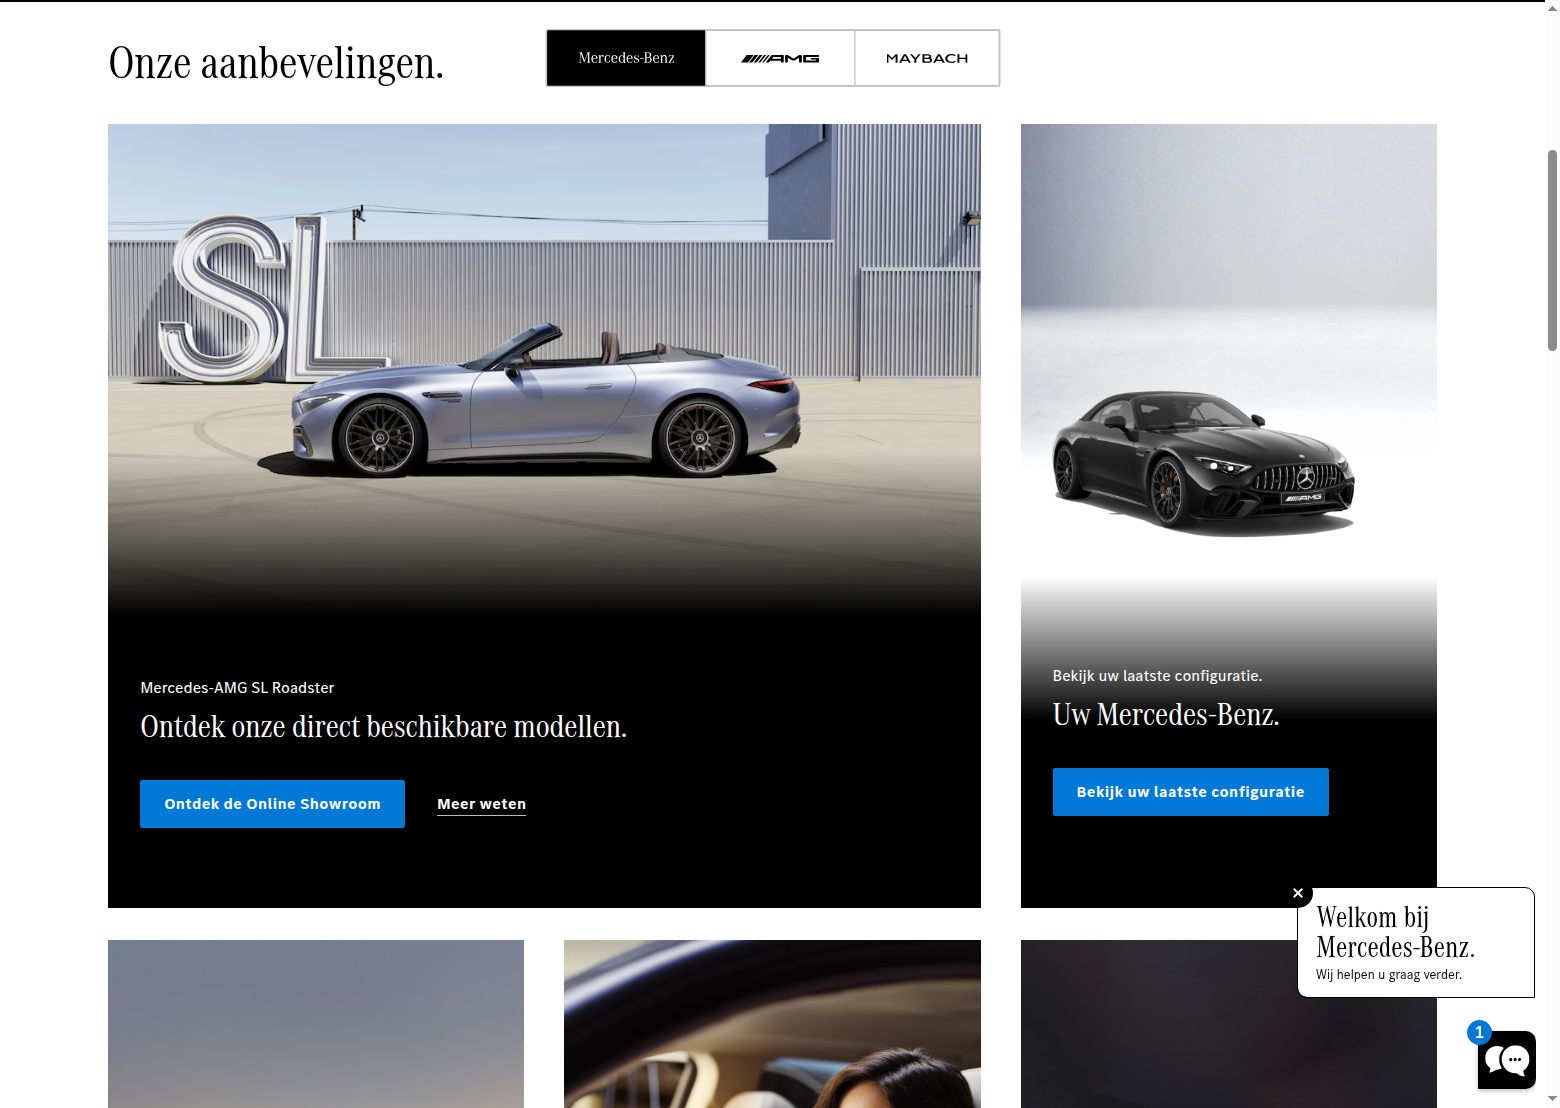 Onze aanbevelingen.
Mercedes-Benz
AMG
MAYBACH
SL
AMG
Mercedes-AMG SL Roadster
Ontdek onze direct beschikbare modellen.
Ontdek de Online Showroom
Meer weten
Bekijk uw laatste configuratie.
Uw Mercedes-Benz.
Bekijk uw laatste configuratie
Welkom bij
Mercedes-Benz.
Wij helpen u graag verder.
1